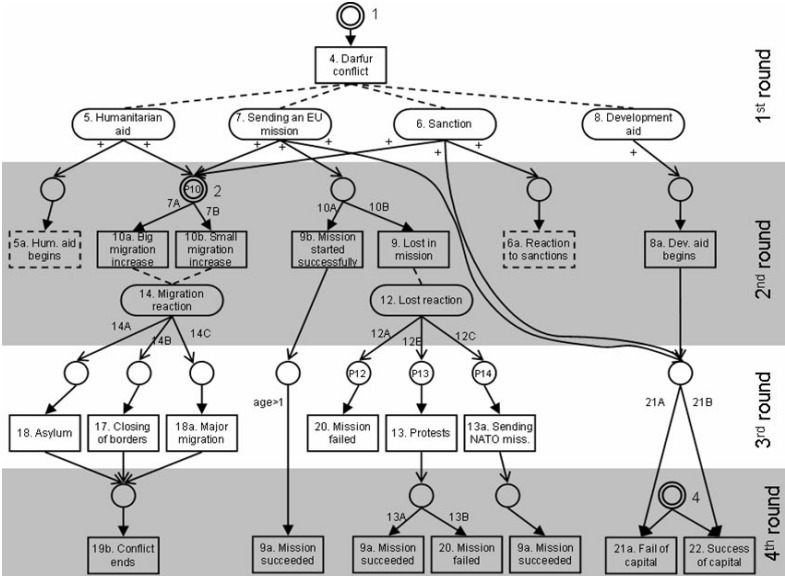 1
4. Darfur
conflict
1st round
5. Humanitarian
aid
7. Sending an EU
mission
6. Sanction
8. Development
aid
+ + + + + + + +
P10 2
7A 7B
10A 10B
5a. Hum. aid
begins
10a. Big
migration
increase
10b. Small
migration
increase
9b. Mission
started
successfully
9. Lost in
mission
6a. Reaction
to sanctions
8a. Dev. aid
begins
2nd round
14. Migration
reaction
12. Lost reaction
14A 14B 14C
12A 12B 12C
P12 P13 P14
age>1
21A 21B
18. Asylum
17. Closing
of borders
18a. Major
migration
20. Mission
failed
13. Protests
13a. Sending
NATO miss.
3rd round
4
13A 13B
19b. Conflict
ends
9a. Mission
succeeded
9a. Mission
succeeded
20. Mission
failed
9a. Mission
succeeded
21a. Fail of
capital
22. Success
of capital
4th round